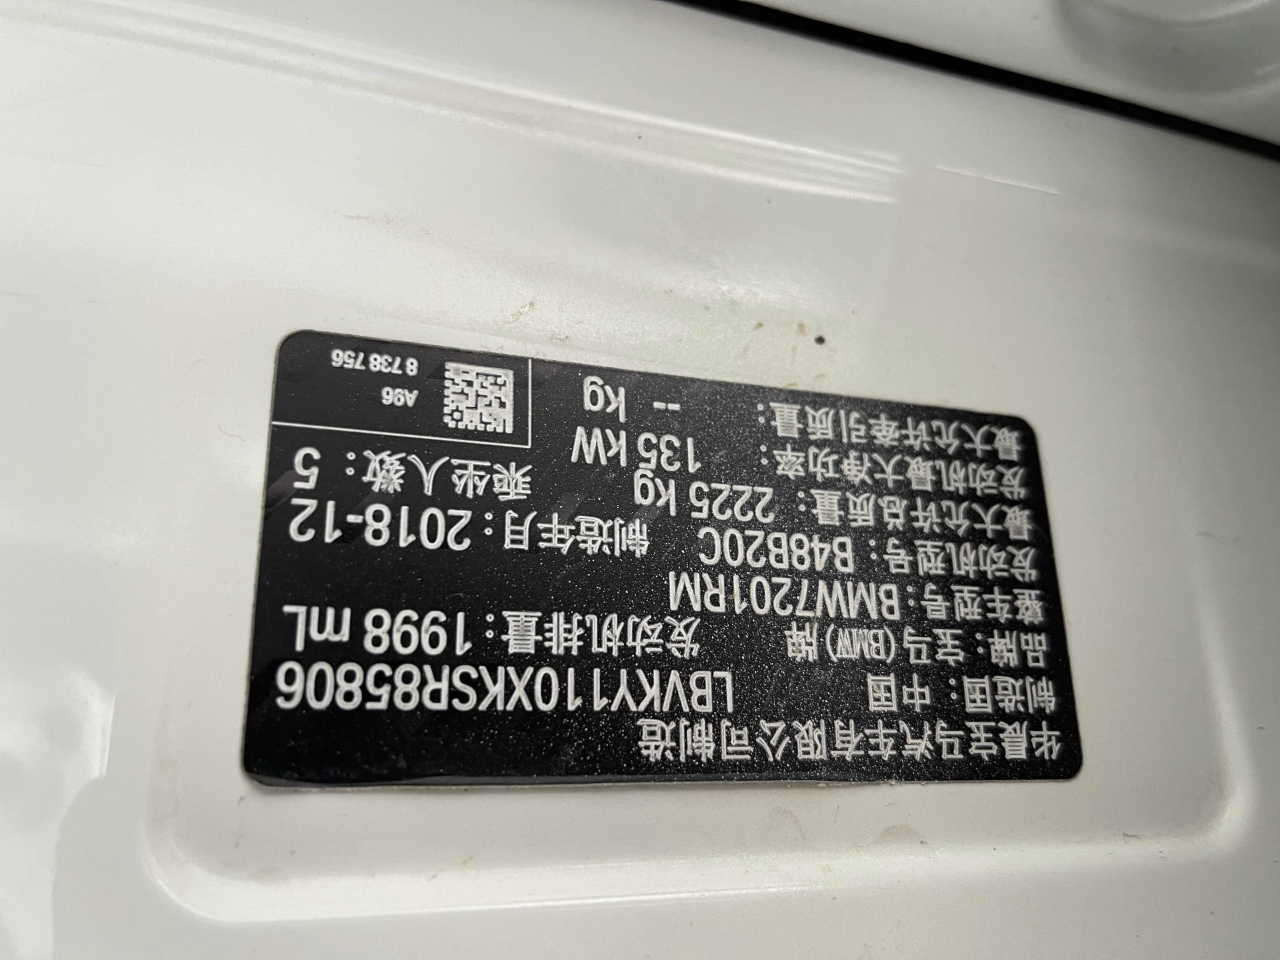 华晨宝马汽车有限公司制造
制造国：中国 LBVKY110XKSR85806
品牌：宝马(BMW)牌 发动机排量：1998 mL
整车型号：BMW7201RM
发动机型号：B48B20C 制造年月：2018-12
最大允许总质量：2225 kg 乘坐人数：5
发动机最大净功率：135 kW
最大允许牵引质量：-- kg
A96
8 738 756